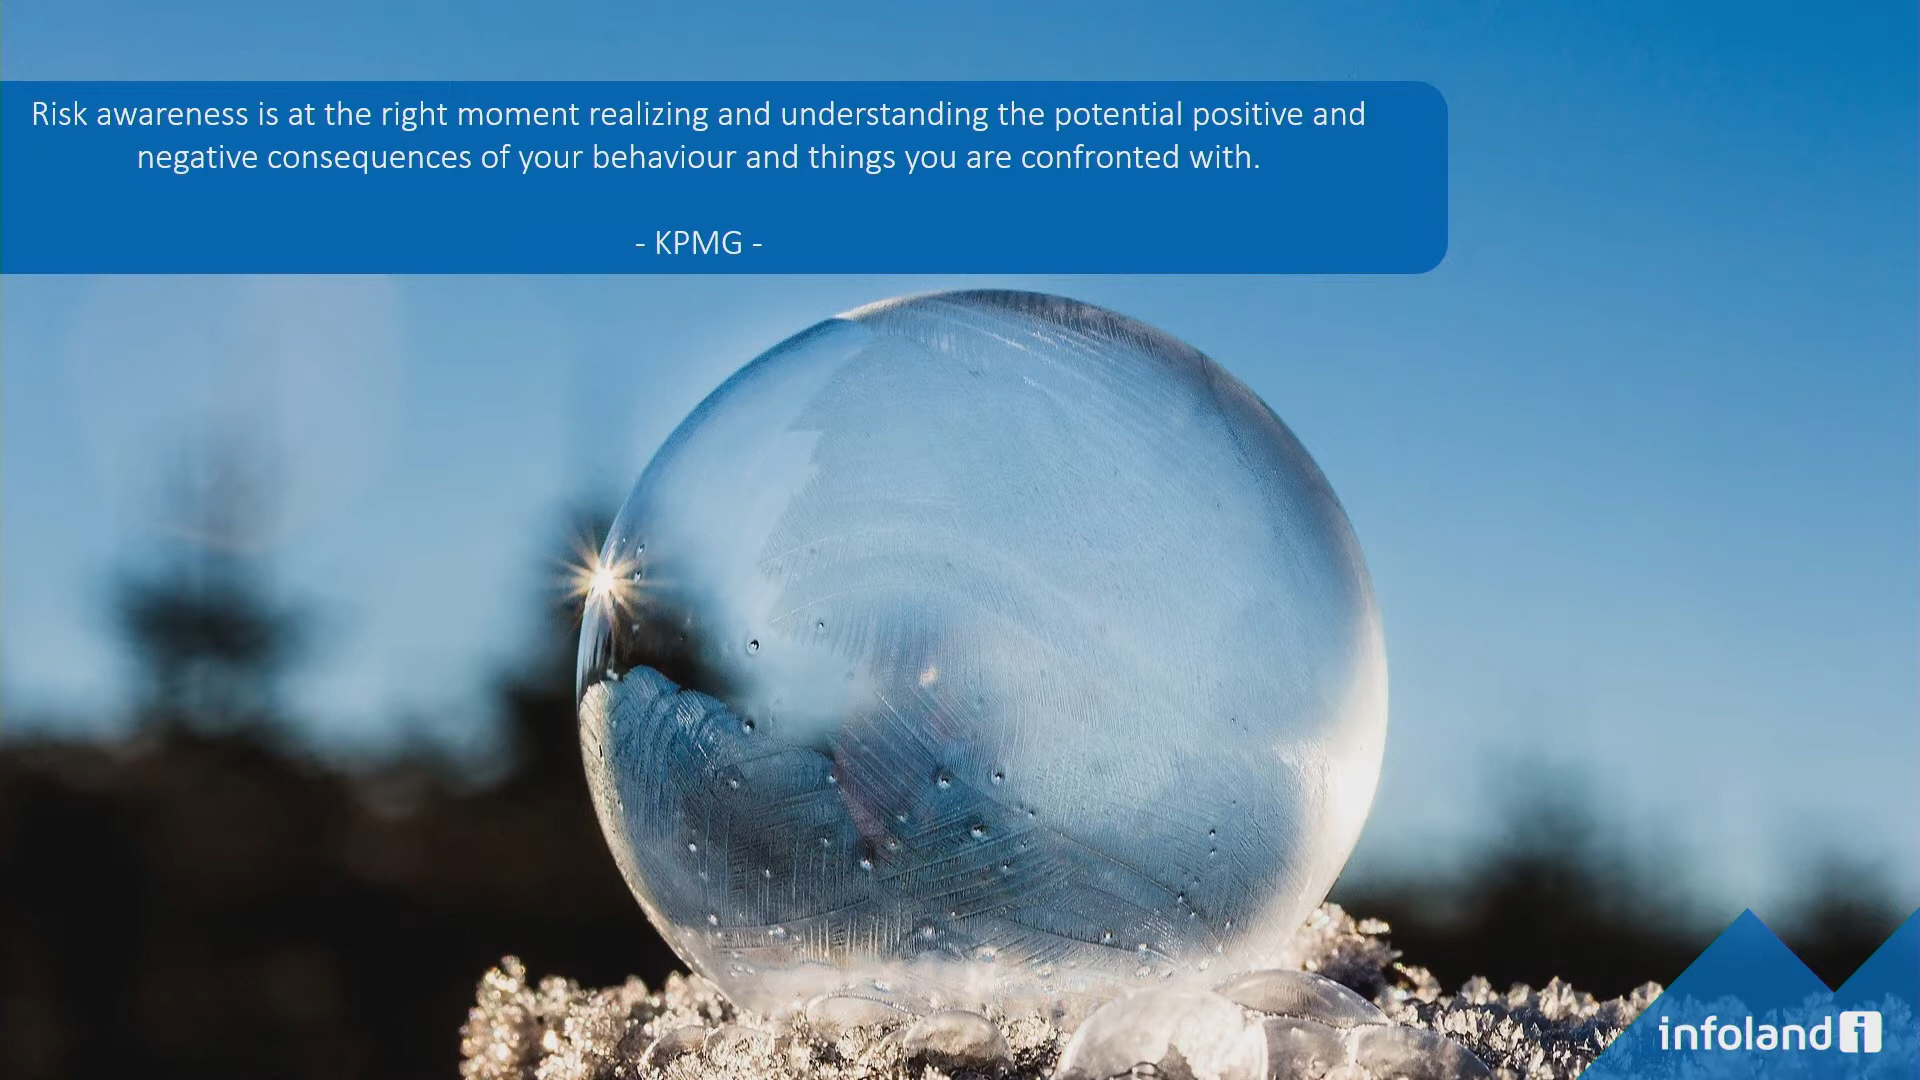 Risk awareness is at the right moment realizing and understanding the potential positive and
negative consequences of your behaviour and things you are confronted with.
- KPMG -
infoland i